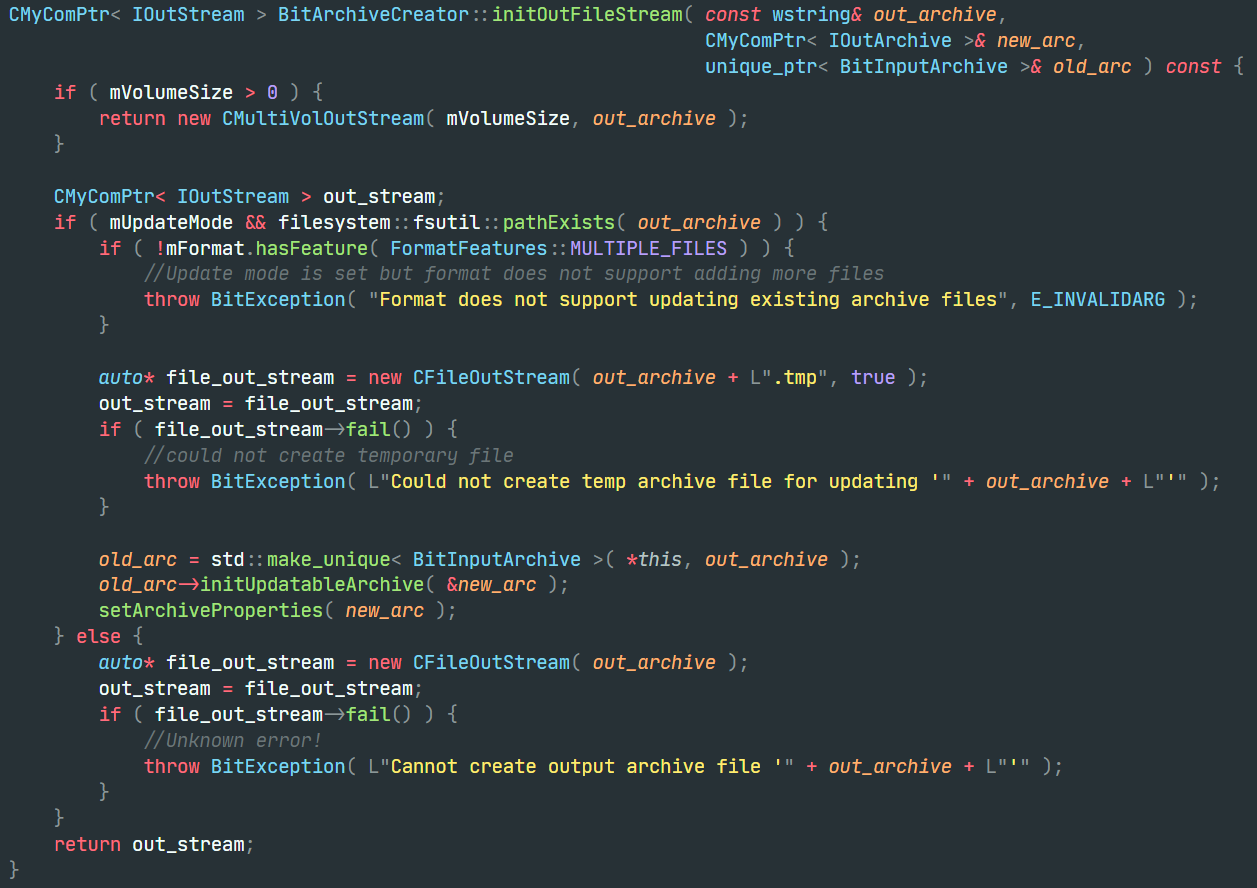 CMyComPtr< IOutStream > BitArchiveCreator::initOutFileStream( const wstring& out_archive,
                                                              CMyComPtr< IOutArchive >& new_arc,
                                                              unique_ptr< BitInputArchive >& old_arc ) const {
    if ( mVolumeSize > 0 ) {
        return new CMultiVolOutStream( mVolumeSize, out_archive );
    }

    CMyComPtr< IOutStream > out_stream;
    if ( mUpdateMode && filesystem::fsutil::pathExists( out_archive ) ) {
        if ( !mFormat.hasFeature( FormatFeatures::MULTIPLE_FILES ) ) {
            //Update mode is set but format does not support adding more files
            throw BitException( "Format does not support updating existing archive files", E_INVALIDARG );
        }

        auto* file_out_stream = new CFileOutStream( out_archive + L".tmp", true );
        out_stream = file_out_stream;
        if ( file_out_stream->fail() ) {
            //could not create temporary file
            throw BitException( L"Could not create temp archive file for updating '" + out_archive + L"'" );
        }

        old_arc = std::make_unique< BitInputArchive >( *this, out_archive );
        old_arc->initUpdatableArchive( &new_arc );
        setArchiveProperties( new_arc );
    } else {
        auto* file_out_stream = new CFileOutStream( out_archive );
        out_stream = file_out_stream;
        if ( file_out_stream->fail() ) {
            //Unknown error!
            throw BitException( L"Cannot create output archive file '" + out_archive + L"'" );
        }
    }
    return out_stream;
}